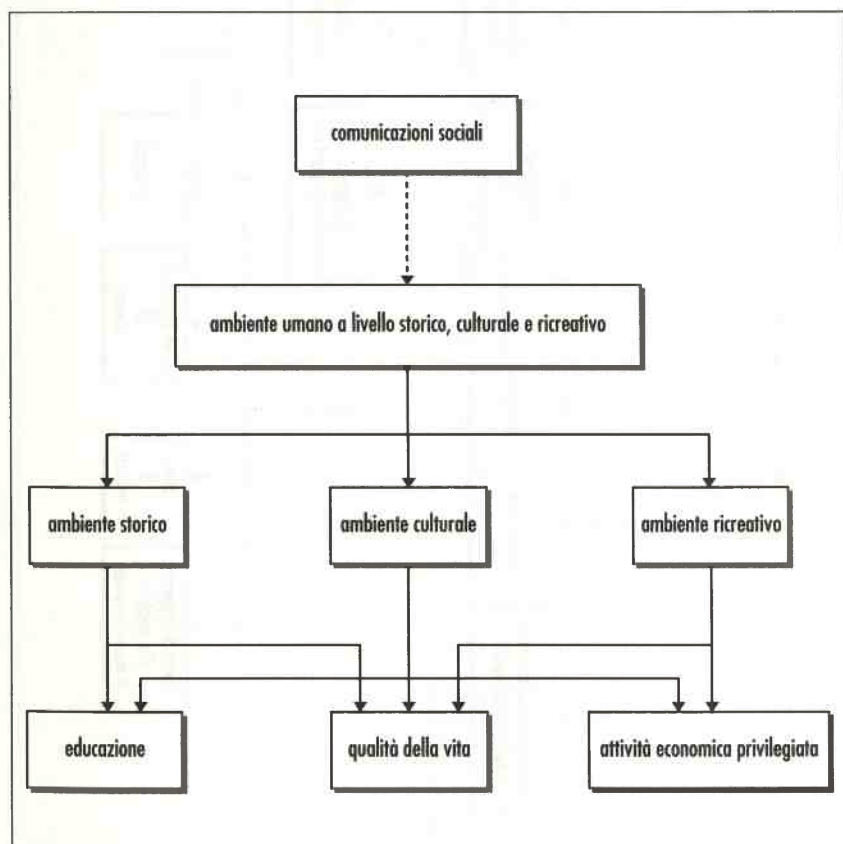 comunicazioni sociali
ambiente umano a livello storico, culturale e ricreativo
ambiente storico
ambiente culturale
ambiente ricreativo
educazione
qualità della vita
attività economica privilegiata